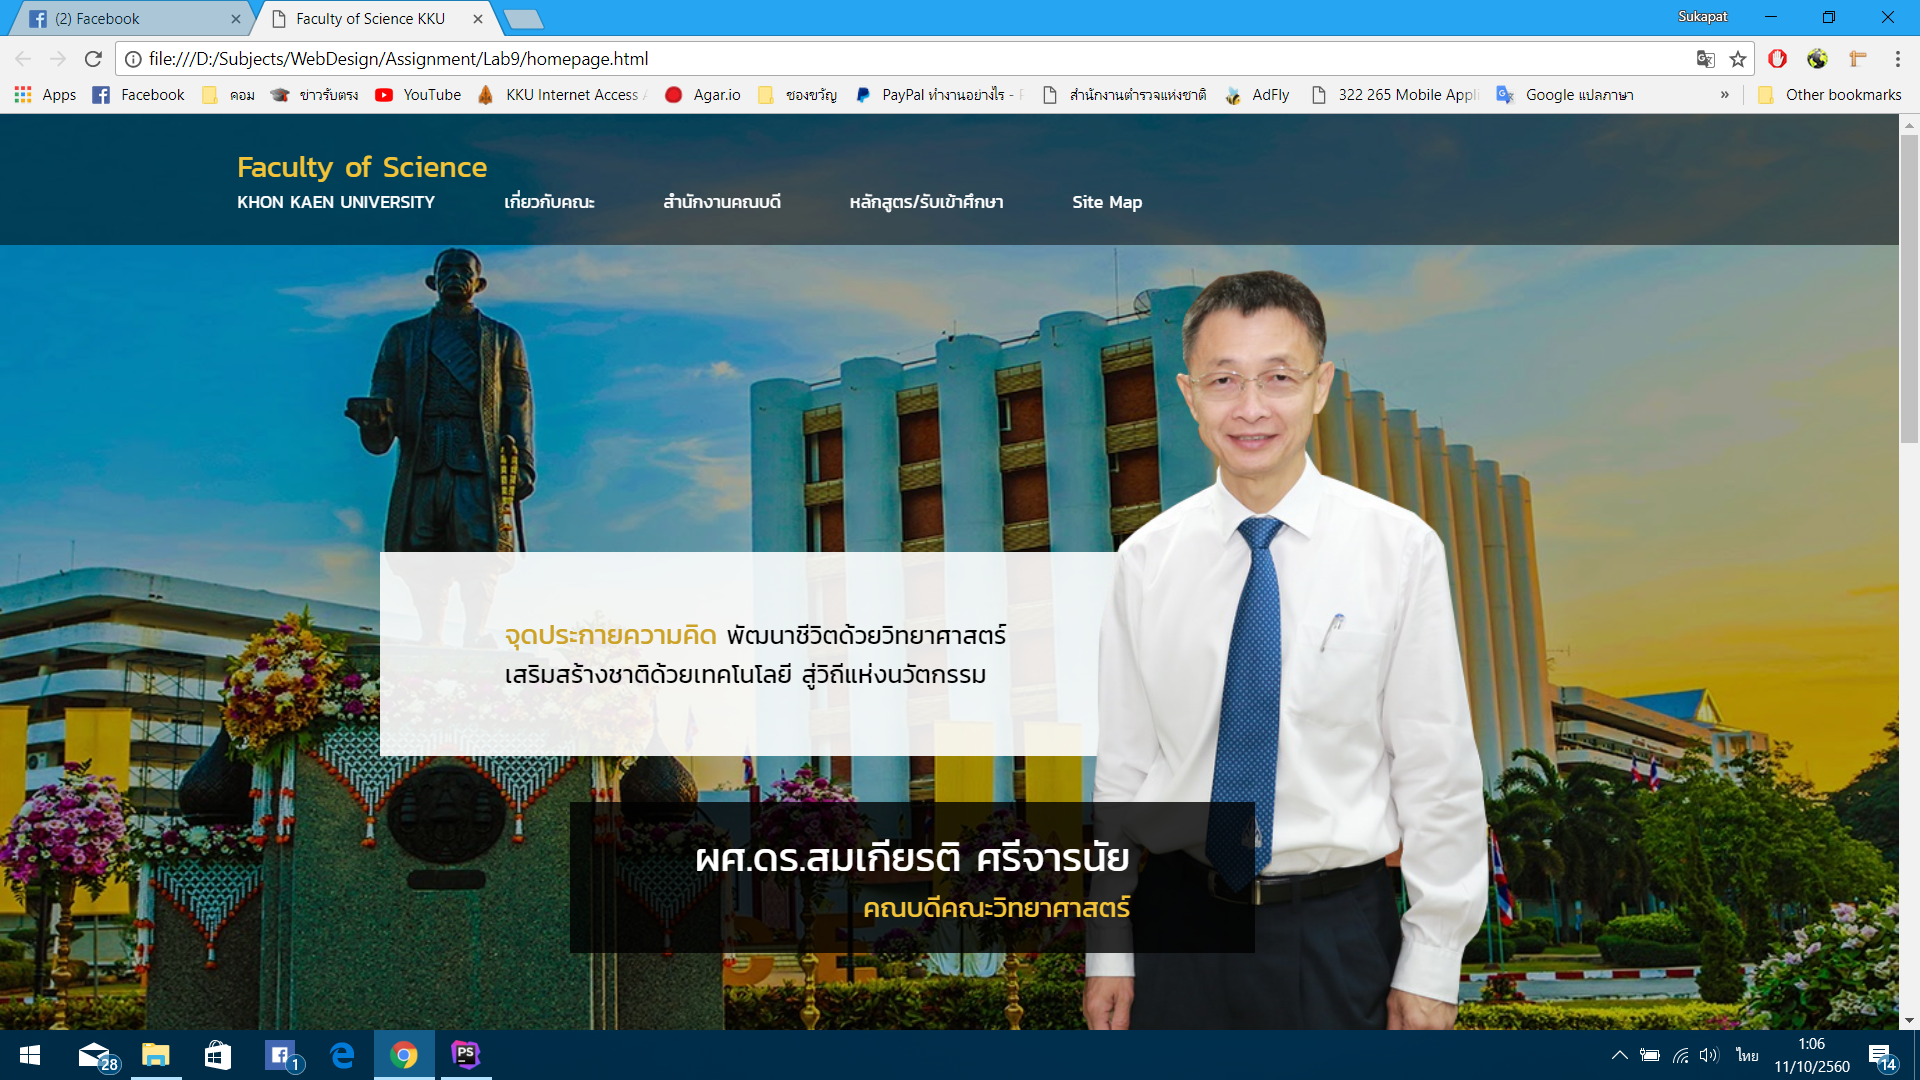 (2) Facebook
Faculty of Science KKU
Sukapat
file:///D:/Subjects/WebDesign/Assignment/Lab9/homepage.html
Apps
Facebook
คอม
ข่าวรับตรง
YouTube
KKU Internet Access
Agar.io
ซองขวัญ
PayPal ทำงานอย่างไร -
สำนักงานตำรวจแห่งชาติ
AdFly
322 265 Mobile Appli
Google แปลภาษา
»
Other bookmarks
Faculty of Science
KHON KAEN UNIVERSITY
เกี่ยวกับคณะ
สำนักงานคณบดี
หลักสูตร/รับเข้าศึกษา
Site Map
จุดประกายความคิด พัฒนาชีวิตด้วยวิทยาศาสตร์
เสริมสร้างชาติด้วยเทคโนโลยี สู่วิถีแห่งนวัตกรรม
ผศ.ดร.สมเกียรติ ศรีจารนัย
คณบดีคณะวิทยาศาสตร์
28
1
PS
ไทย
1:06
11/10/2560
14